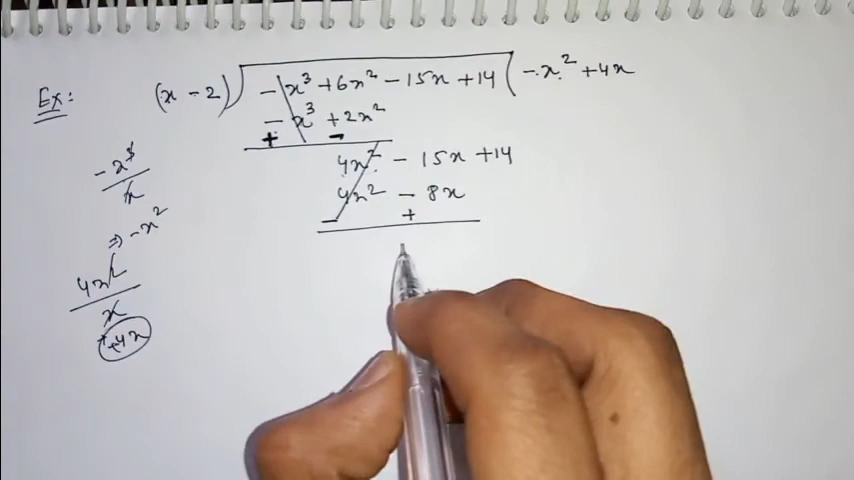 Ex: (x - 2) ) - x³ + 6x² - 15x + 14 ( - x² + 4x
- x³ + 2x²
+ -
4x² - 15x + 14
4x² - 8x
- +
- x³ / x
⇒ - x²
4x² / x
+4x